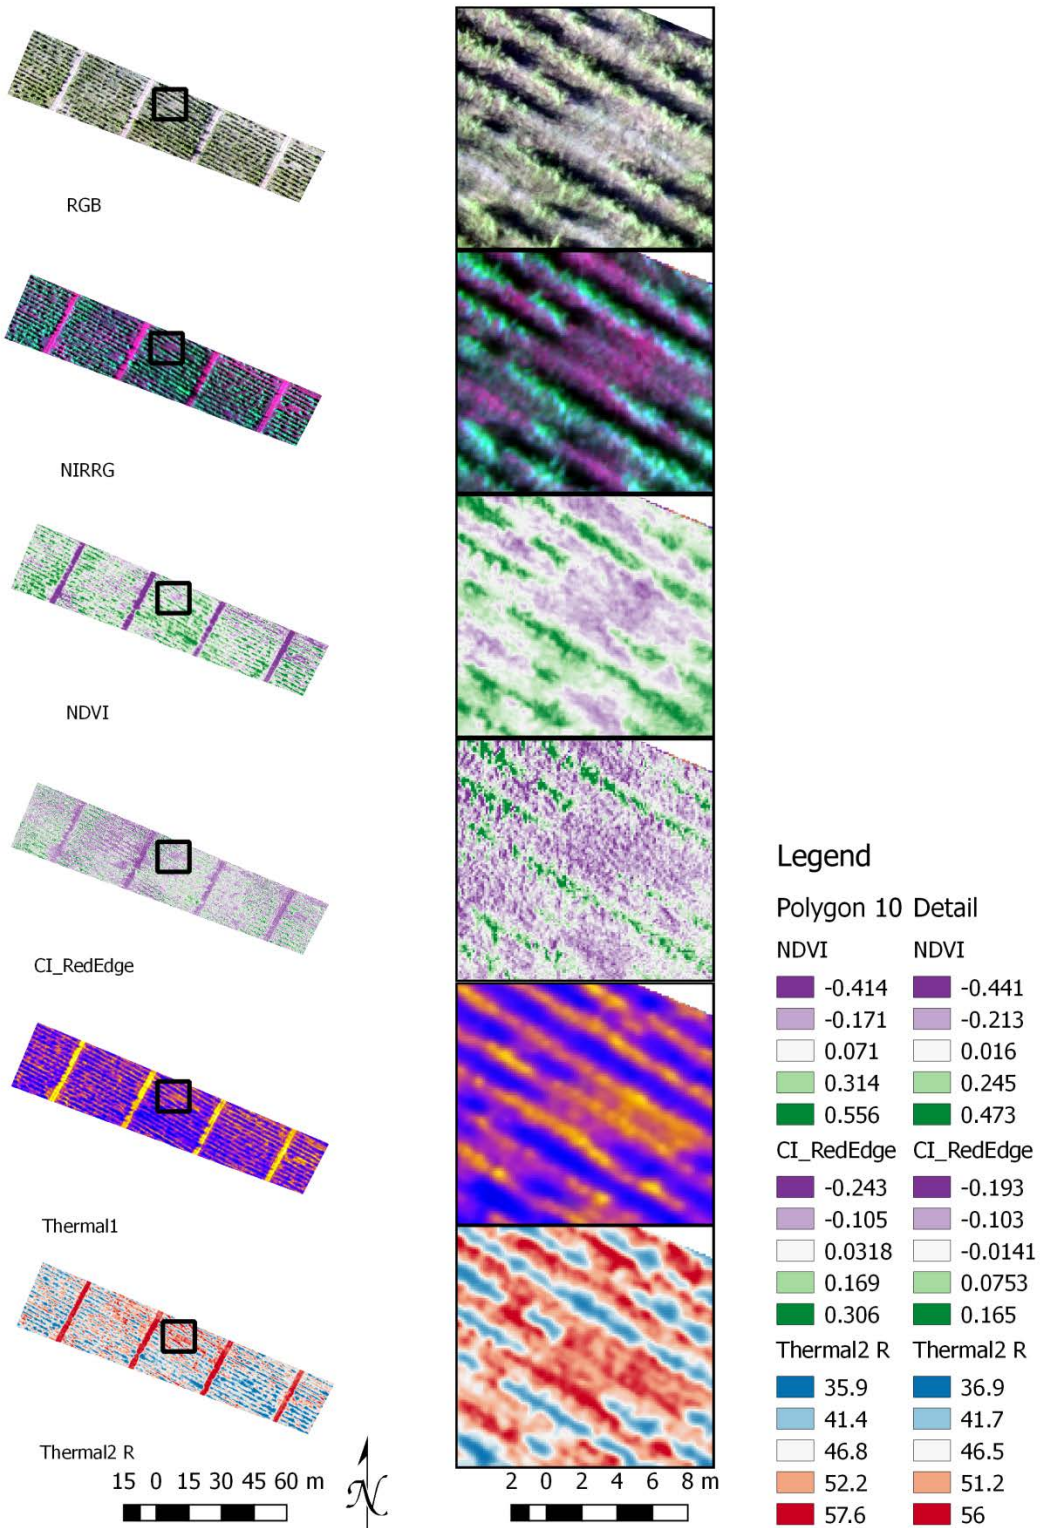 RGB
NIRRG
NDVI
CI_RedEdge
Thermal1
Thermal2 R
15 0 15 30 45 60 m
N
2 0 2 4 6 8 m
Legend
Polygon 10 Detail
NDVI NDVI
-0.414 -0.441
-0.171 -0.213
0.071 0.016
0.314 0.245
0.556 0.473
CI_RedEdge CI_RedEdge
-0.243 -0.193
-0.105 -0.103
0.0318 -0.0141
0.169 0.0753
0.306 0.165
Thermal2 R Thermal2 R
35.9 36.9
41.4 41.7
46.8 46.5
52.2 51.2
57.6 56